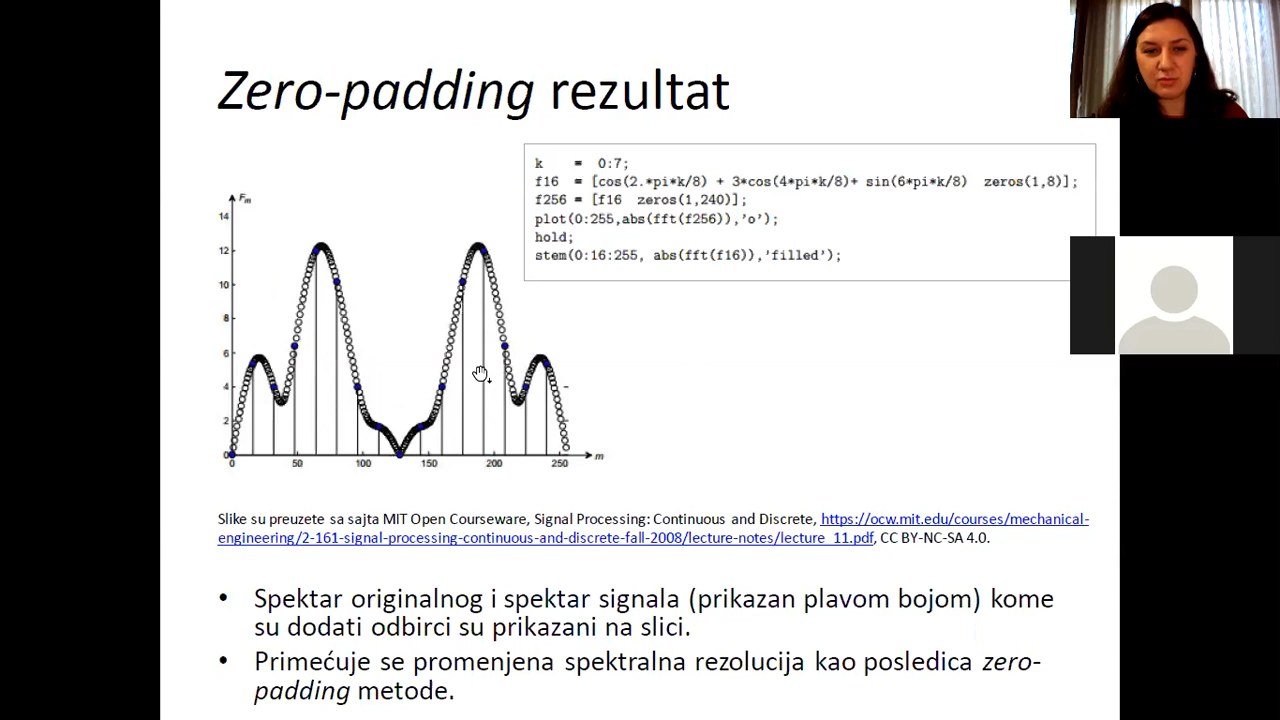 Zero-padding rezultat
k = 0:7;
f16 = [cos(2.*pi*k/8) + 3*cos(4*pi*k/8)+ sin(6*pi*k/8) zeros(1,8)];
f256 = [f16 zeros(1,240)];
plot(0:255,abs(fft(f256)),'o');
hold;
stem(0:16:255, abs(fft(f16)),'filled');
Fm
14
12
10
8
6
4
2
0
0 50 100 150 200 250 m
Slike su preuzete sa sajta MIT Open Courseware, Signal Processing: Continuous and Discrete, https://ocw.mit.edu/courses/mechanical-
engineering/2-161-signal-processing-continuous-and-discrete-fall-2008/lecture-notes/lecture_11.pdf, CC BY-NC-SA 4.0.
• Spektar originalnog i spektar signala (prikazan plavom bojom) kome
su dodati odbirci su prikazani na slici.
• Primećuje se promenjena spektralna rezolucija kao posledica zero-
padding metode.